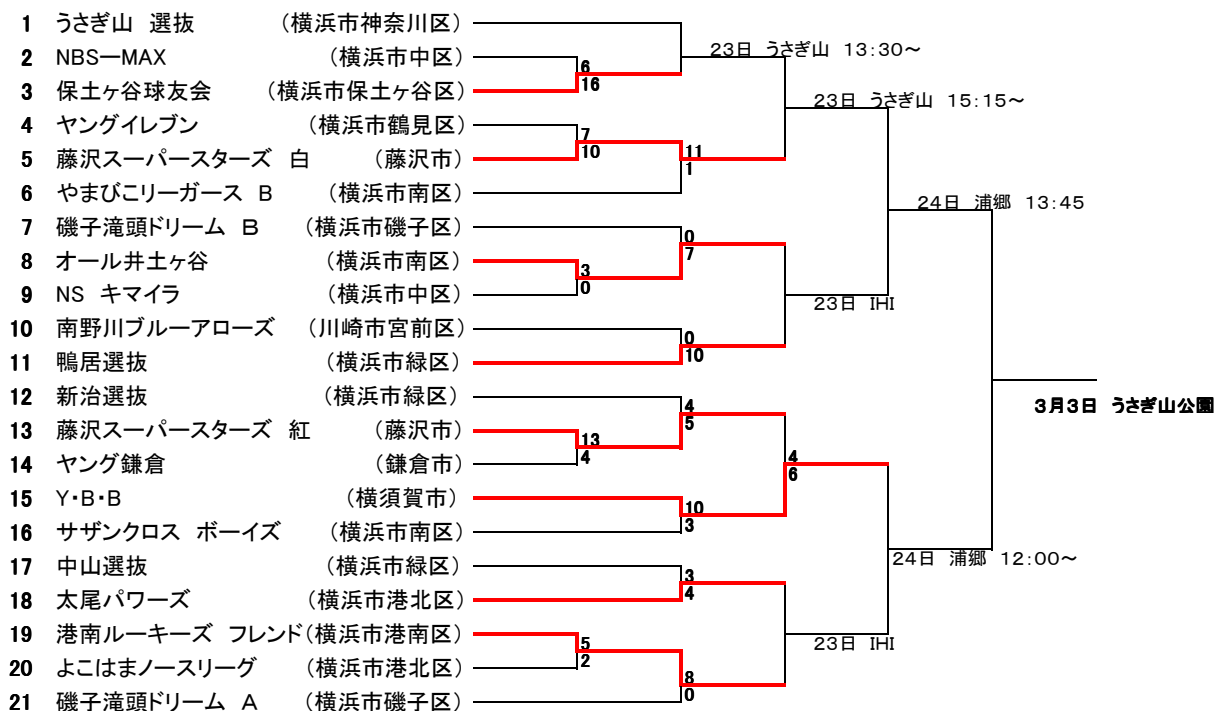 1 うさぎ山 選抜 (横浜市神奈川区)
2 NBSーMAX (横浜市中区)
3 保土ヶ谷球友会 (横浜市保土ヶ谷区)
4 ヤングイレブン (横浜市鶴見区)
5 藤沢スーパースターズ 白 (藤沢市)
6 やまびこリーガース B (横浜市南区)
7 磯子滝頭ドリーム B (横浜市磯子区)
8 オール井土ヶ谷 (横浜市南区)
9 NS キマイラ (横浜市中区)
10 南野川ブルーアローズ (川崎市宮前区)
11 鴨居選抜 (横浜市緑区)
12 新治選抜 (横浜市緑区)
13 藤沢スーパースターズ 紅 (藤沢市)
14 ヤング鎌倉 (鎌倉市)
15 Y・B・B (横須賀市)
16 サザンクロス ボーイズ (横浜市南区)
17 中山選抜 (横浜市緑区)
18 太尾パワーズ (横浜市港北区)
19 港南ルーキーズ フレンド(横浜市港南区)
20 よこはまノースリーグ (横浜市港北区)
21 磯子滝頭ドリーム A (横浜市磯子区)
6
16
7
10
3
0
13
4
5
2
11
1
0
7
0
10
4
5
10
3
3
4
8
0
23日 うさぎ山 13:30~
4
6
23日 うさぎ山 15:15~
23日 IHI
23日 IHI
24日 浦郷 13:45
24日 浦郷 12:00~
3月3日 うさぎ山公園